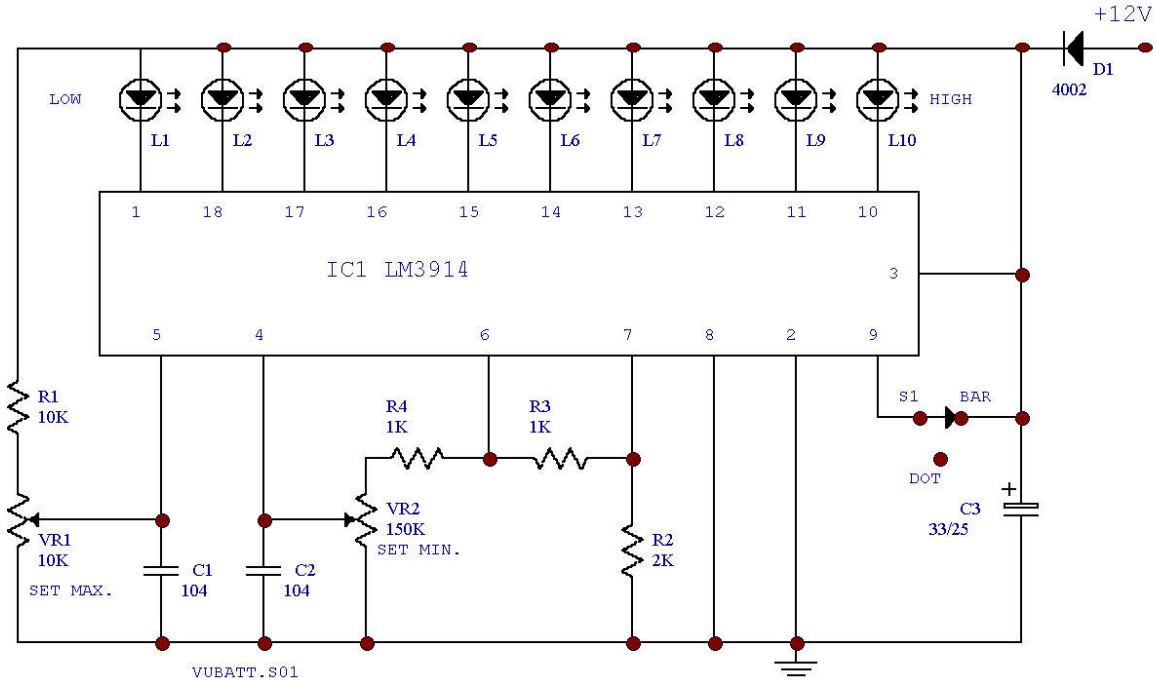 +12V
D1
4002
LOW
HIGH
L1 L2 L3 L4 L5 L6 L7 L8 L9 L10
1 18 17 16 15 14 13 12 11 10
IC1 LM3914
3
5 4 6 7 8 2 9
R1
10K
R4
1K
R3
1K
S1 BAR
DOT
VR1
10K
SET MAX.
C1
104
C2
104
VR2
150K
SET MIN.
R2
2K
+
C3
33/25
VUBATT.S01